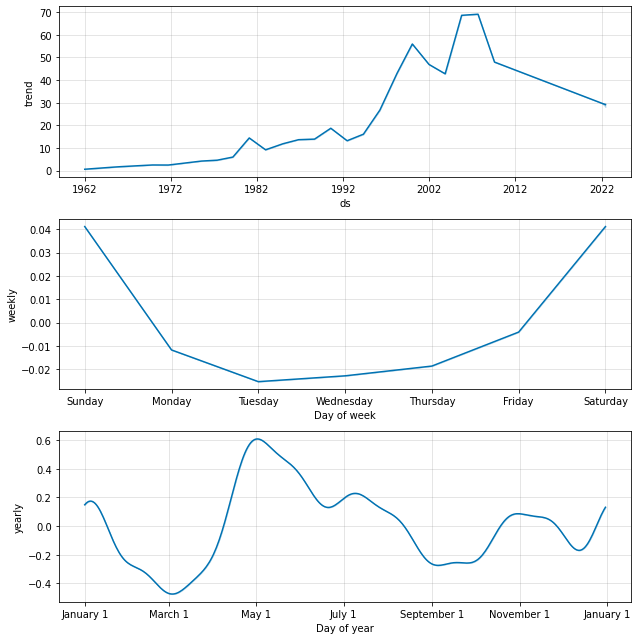 70
60
50
40
30
20
10
0
trend
1962 1972 1982 1992 2002 2012 2022
ds
0.04
0.03
0.02
0.01
0.00
−0.01
−0.02
weekly
Sunday Monday Tuesday Wednesday Thursday Friday Saturday
Day of week
0.6
0.4
0.2
0.0
−0.2
−0.4
yearly
January 1 March 1 May 1 July 1 September 1 November 1 January 1
Day of year